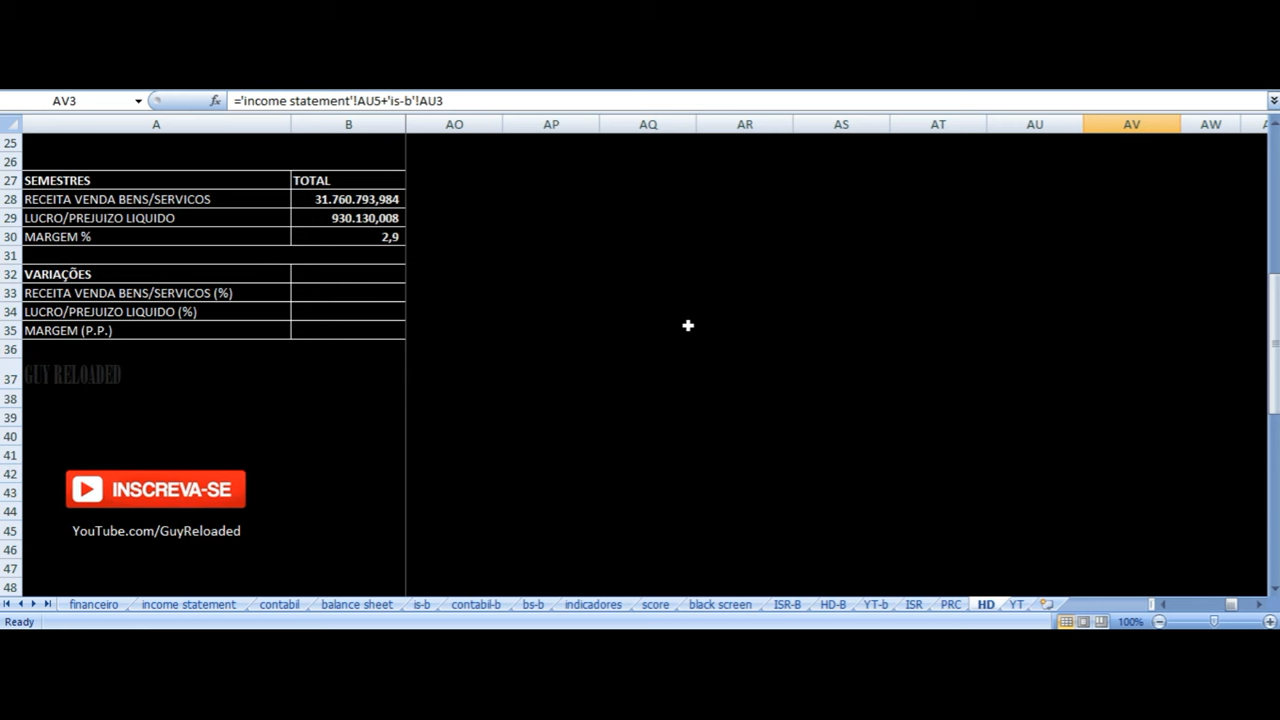 AV3 fx ='income statement'!AU5+'is-b'!AU3
A B AO AP AQ AR AS AT AU AV AW
25
26
27 SEMESTRES TOTAL
28 RECEITA VENDA BENS/SERVICOS 31.760.793,984
29 LUCRO/PREJUIZO LIQUIDO 930.130,008
30 MARGEM % 2,9
31
32 VARIAÇÕES
33 RECEITA VENDA BENS/SERVICOS (%)
34 LUCRO/PREJUIZO LIQUIDO (%)
35 MARGEM (P.P.)
36
37 GUY RELOADED
38
39
40
41
42
43 INSCREVA-SE
44
45 YouTube.com/GuyReloaded
46
47
48
financeiro income statement contabil balance sheet is-b contabil-b bs-b indicadores score black screen ISR-B HD-B YT-b ISR PRC HD YT
Ready 100%